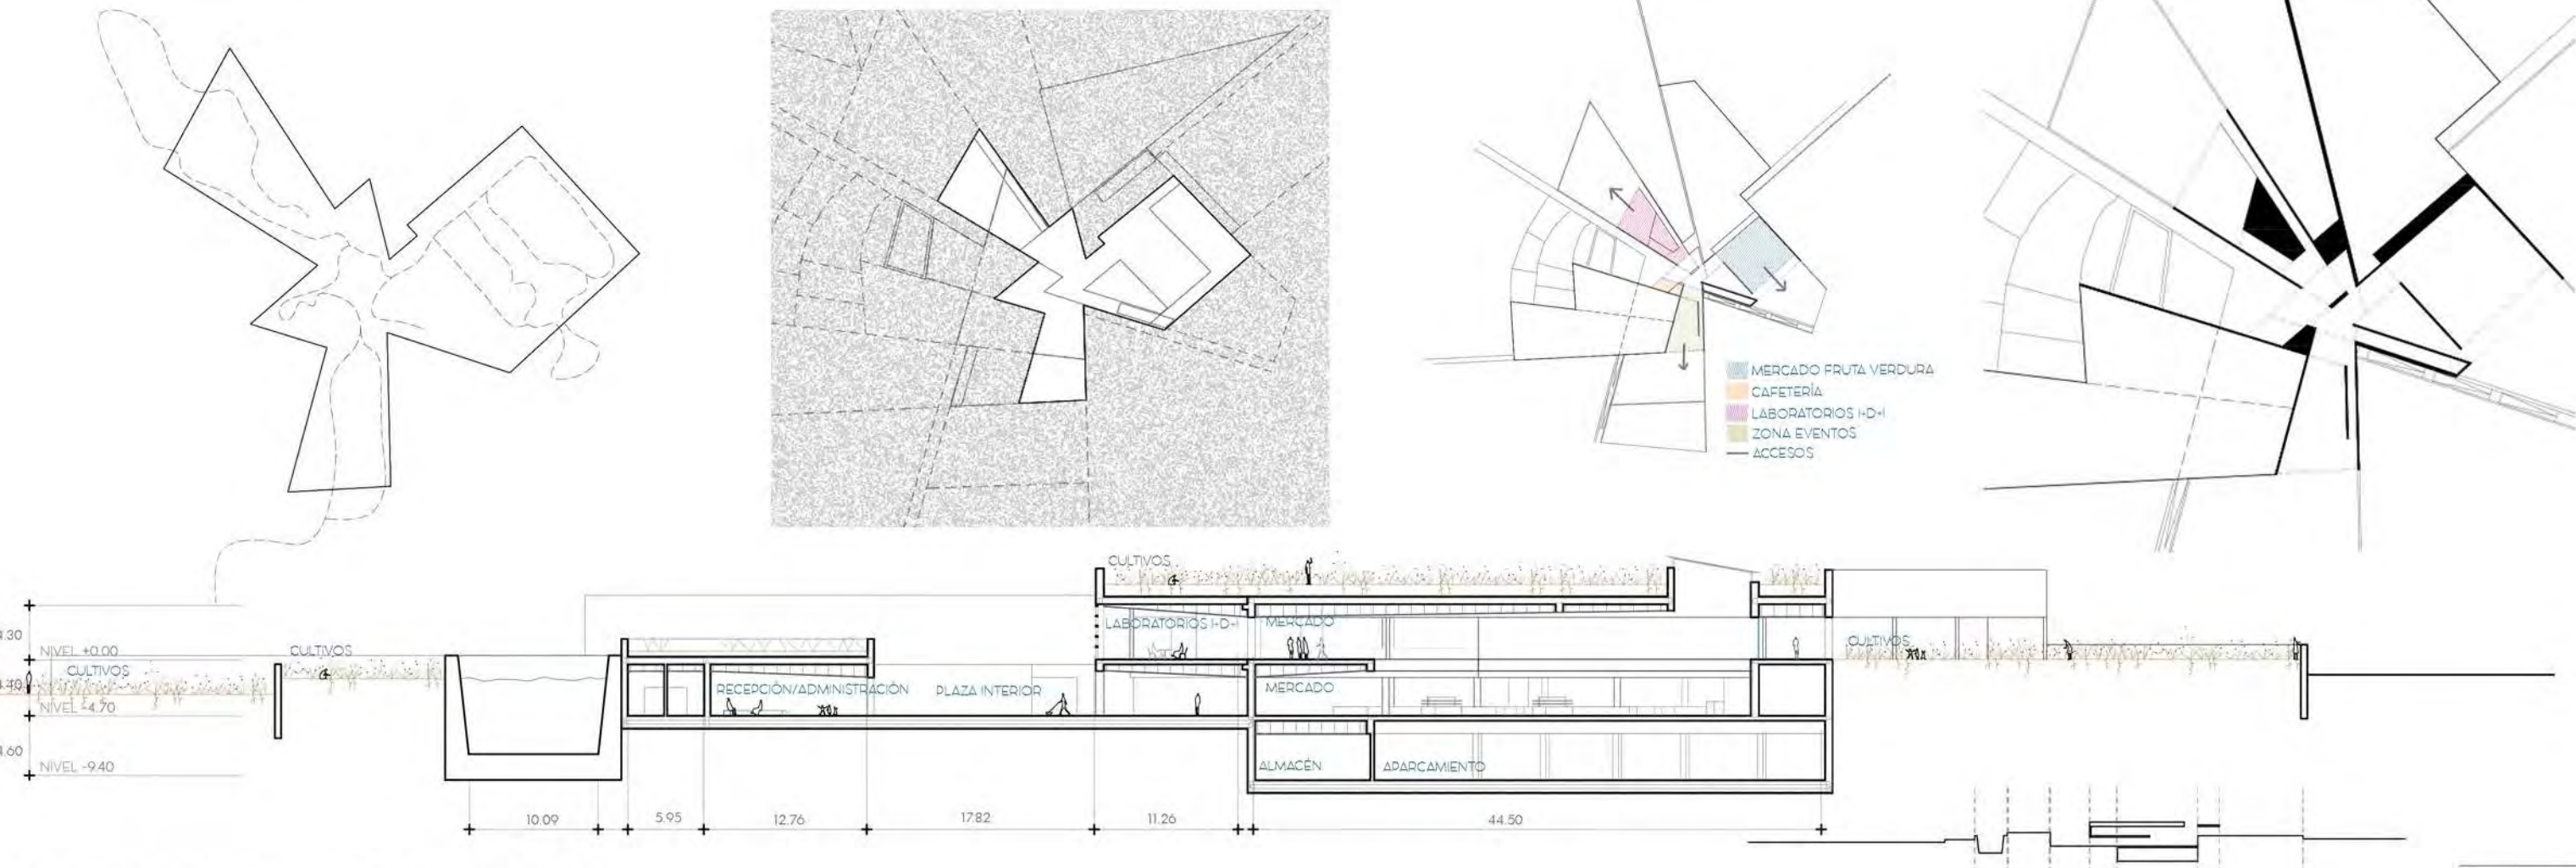 MERCADO FRUTA VERDURA
CAFETERÍA
LABORATORIOS I+D+I
ZONA EVENTOS
ACCESOS
CULTIVOS
LABORATORIOS I+D+I
MERCADO
NIVEL +0.00
CULTIVOS
CULTIVOS
CULTIVOS
RECEPCIÓN/ADMINISTRACIÓN
PLAZA INTERIOR
MERCADO
NIVEL -4.70
NIVEL -9.40
ALMACÉN
APARCAMIENTO
10.09
5.95
12.76
17.82
11.26
44.50